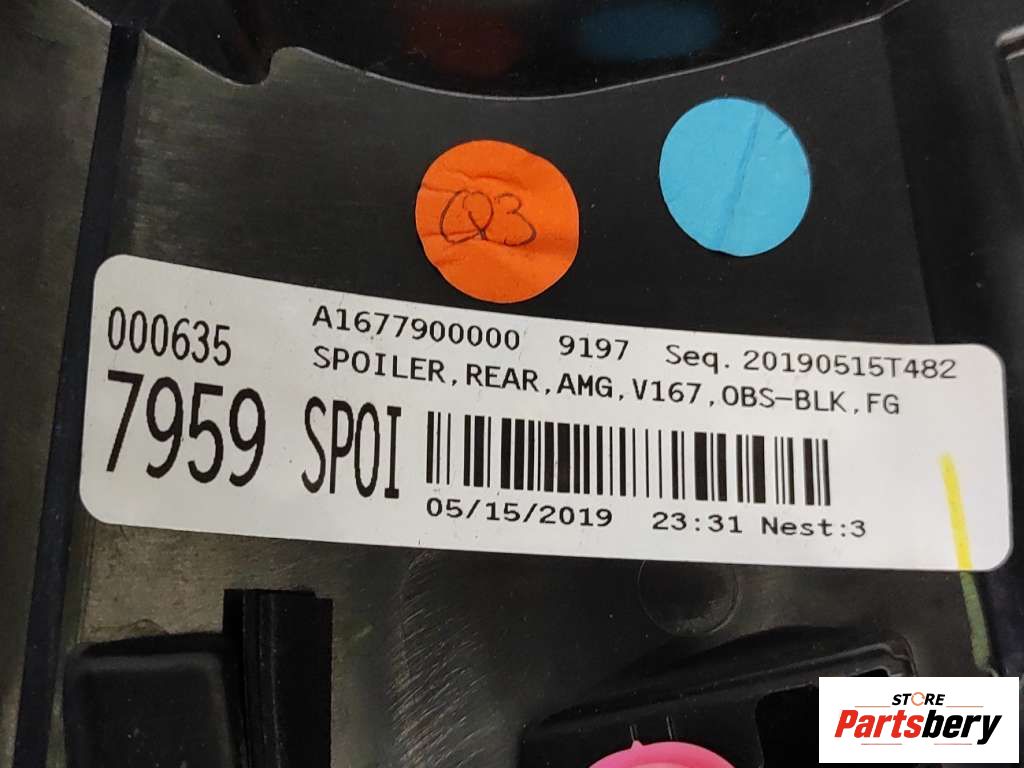 Q3
000635 A1677900000 9197 Seq. 20190515T482
SPOILER,REAR,AMG,V167,OBS-BLK,FG
7959 SPOI
05/15/2019 23:31 Nest:3
STORE
Partsbery